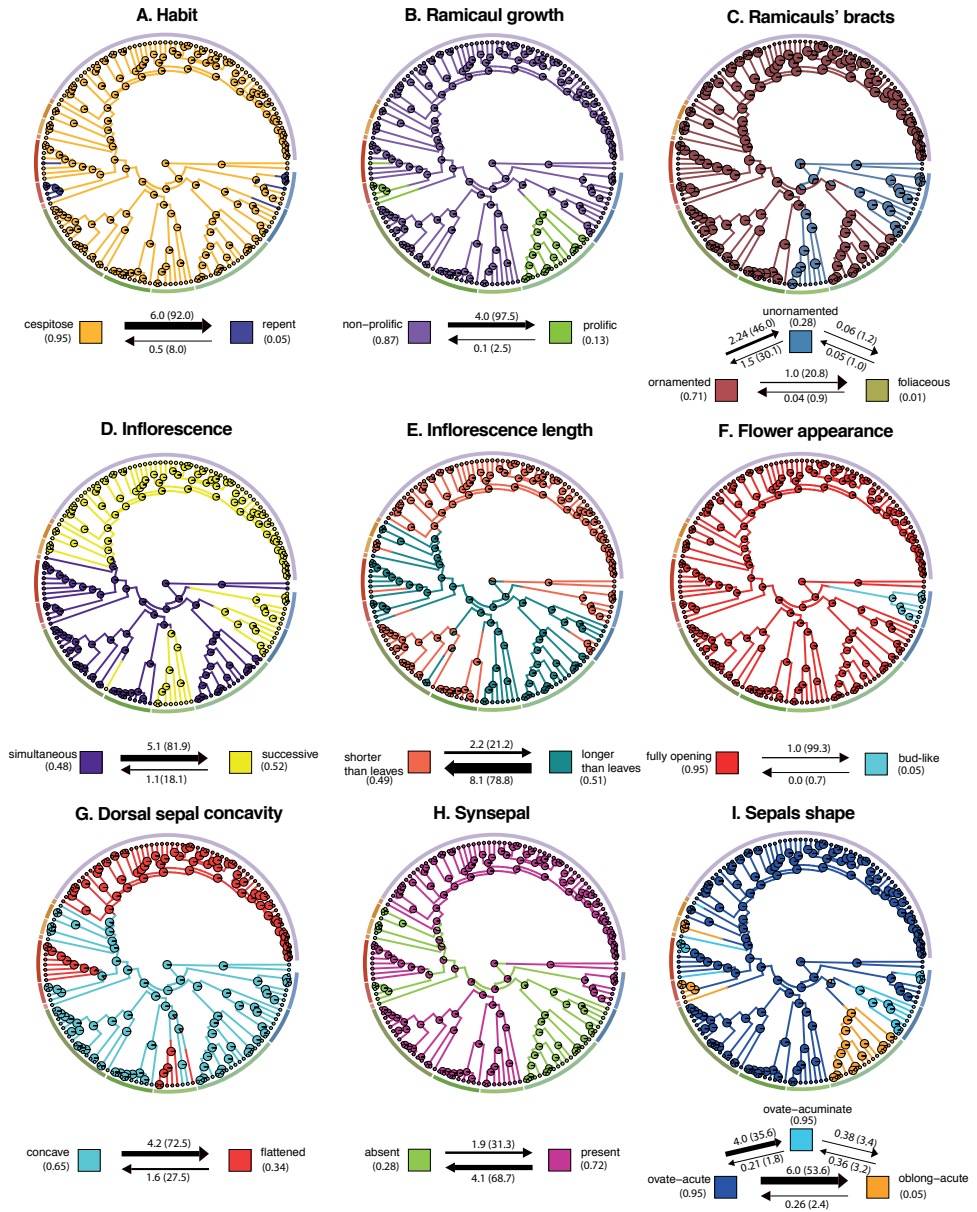 A. Habit
B. Ramicaul growth
C. Ramicauls' bracts
cespitose
(0.95)
6.0 (92.0)
0.5 (8.0)
repent
(0.05)
non−prolific
(0.87)
4.0 (97.5)
0.1 (2.5)
prolific
(0.13)
unornamented
(0.28)
2.24 (46.0)
1.5 (30.1)
0.06 (1.2)
0.05 (1.0)
ornamented
(0.71)
1.0 (20.8)
0.04 (0.9)
foliaceous
(0.01)
D. Inflorescence
E. Inflorescence length
F. Flower appearance
simultaneous
(0.48)
5.1 (81.9)
1.1(18.1)
successive
(0.52)
shorter
than leaves
(0.49)
2.2 (21.2)
8.1 (78.8)
longer
than leaves
(0.51)
fully opening
(0.95)
1.0 (99.3)
0.0 (0.7)
bud-like
(0.05)
G. Dorsal sepal concavity
H. Synsepal
I. Sepals shape
concave
(0.65)
4.2 (72.5)
1.6 (27.5)
flattened
(0.34)
absent
(0.28)
1.9 (31.3)
4.1 (68.7)
present
(0.72)
ovate−acuminate
(0.95)
4.0 (35.6)
0.21 (1.8)
0.38 (3.4)
0.36 (3.2)
ovate−acute
(0.95)
6.0 (53.6)
0.26 (2.4)
oblong−acute
(0.05)